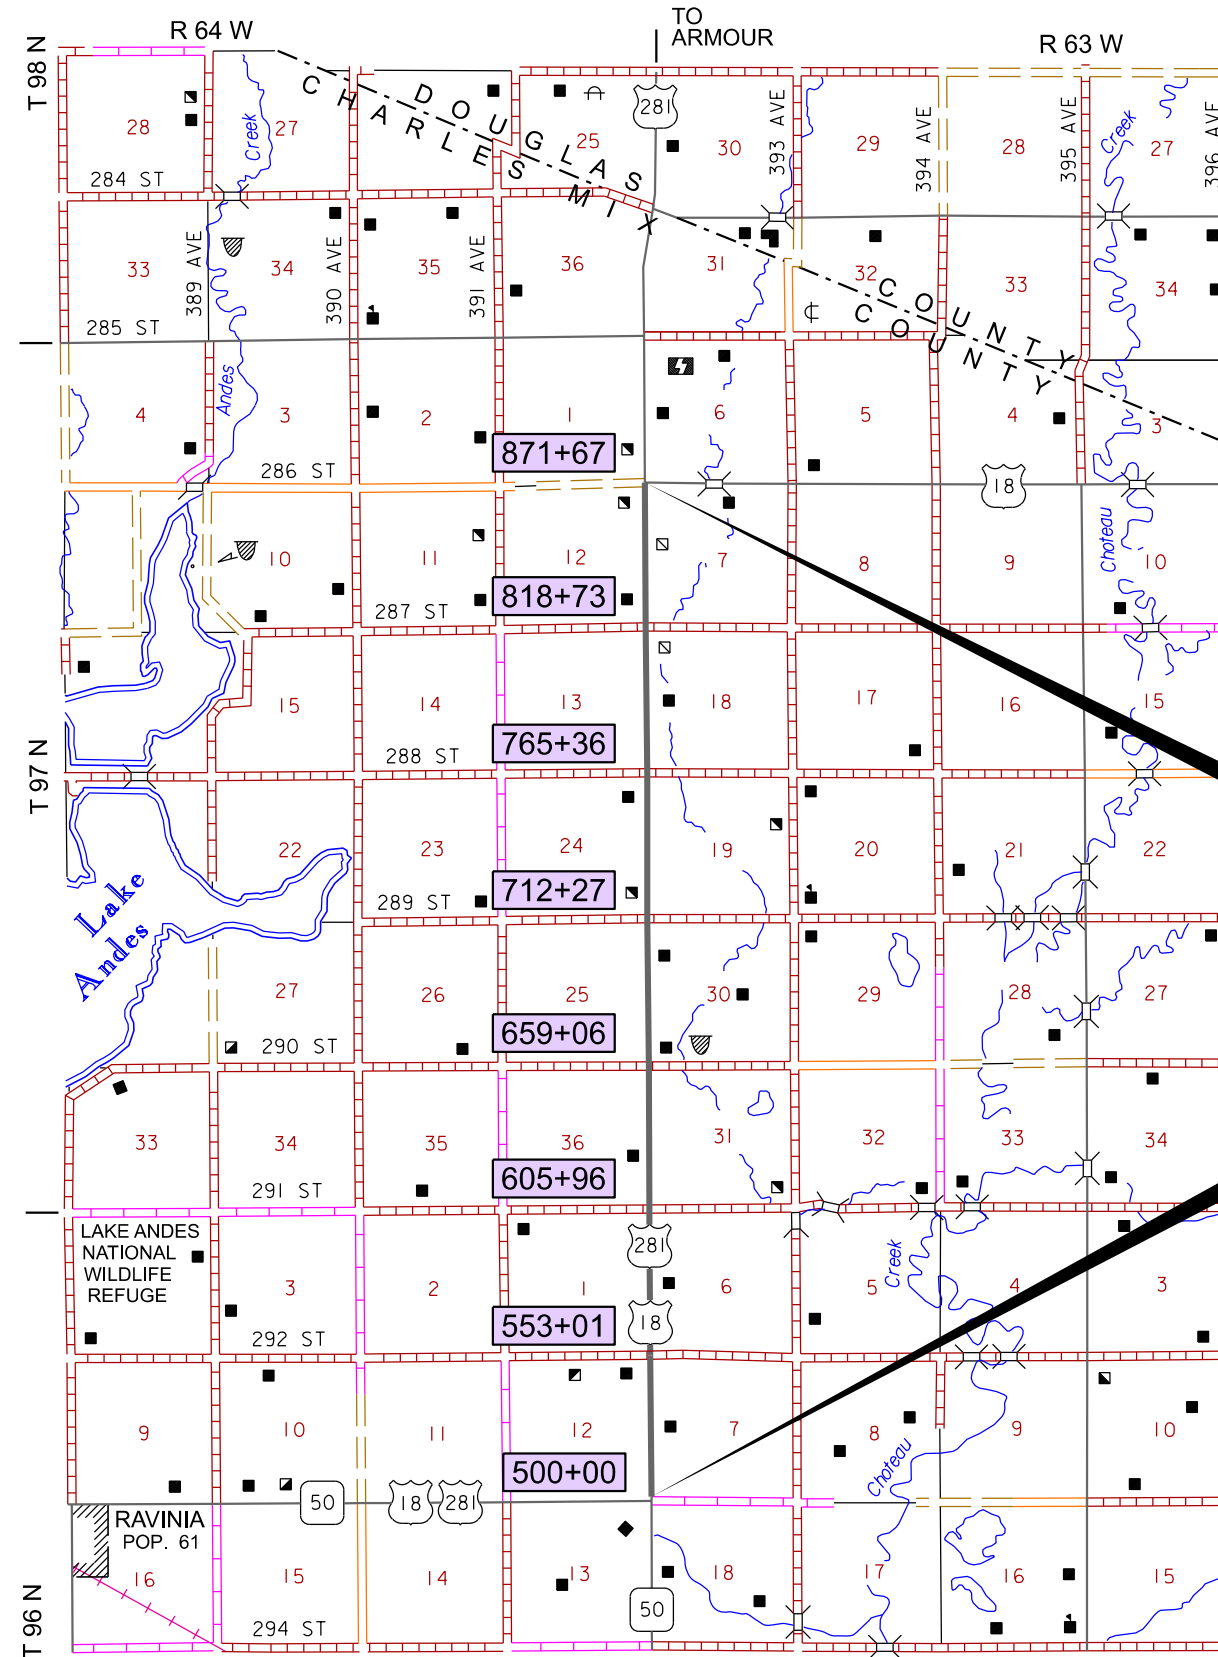 TO
ARMOUR
R 64 W
R 63 W
T 98 N
281
DOUGLAS COUNTY
CHARLES MIX COUNTY
28
Creek
27
25
30
393 AVE
29
394 AVE
28
395 AVE
Creek
27
396
284 ST
33
389 AVE
34
390 AVE
35
391 AVE
36
31
32
33
34
285 ST
4
Andes
3
2
1
6
5
4
3
871+67
286 ST
18
10
11
12
7
8
9
Choteau
10
818+73
287 ST
15
14
13
18
17
16
15
T 97 N
765+36
288 ST
22
23
24
19
20
21
22
Lake
Andes
712+27
289 ST
27
26
25
30
29
28
27
659+06
290 ST
33
34
35
36
31
32
33
34
605+96
291 ST
LAKE ANDES
NATIONAL
WILDLIFE
REFUGE
281
Creek
3
2
1
6
5
4
3
18
553+01
292 ST
9
10
11
12
7
8
9
10
Choteau
500+00
50
18
281
RAVINIA
POP. 61
16
15
14
13
18
17
16
15
50
294 ST
T 96 N